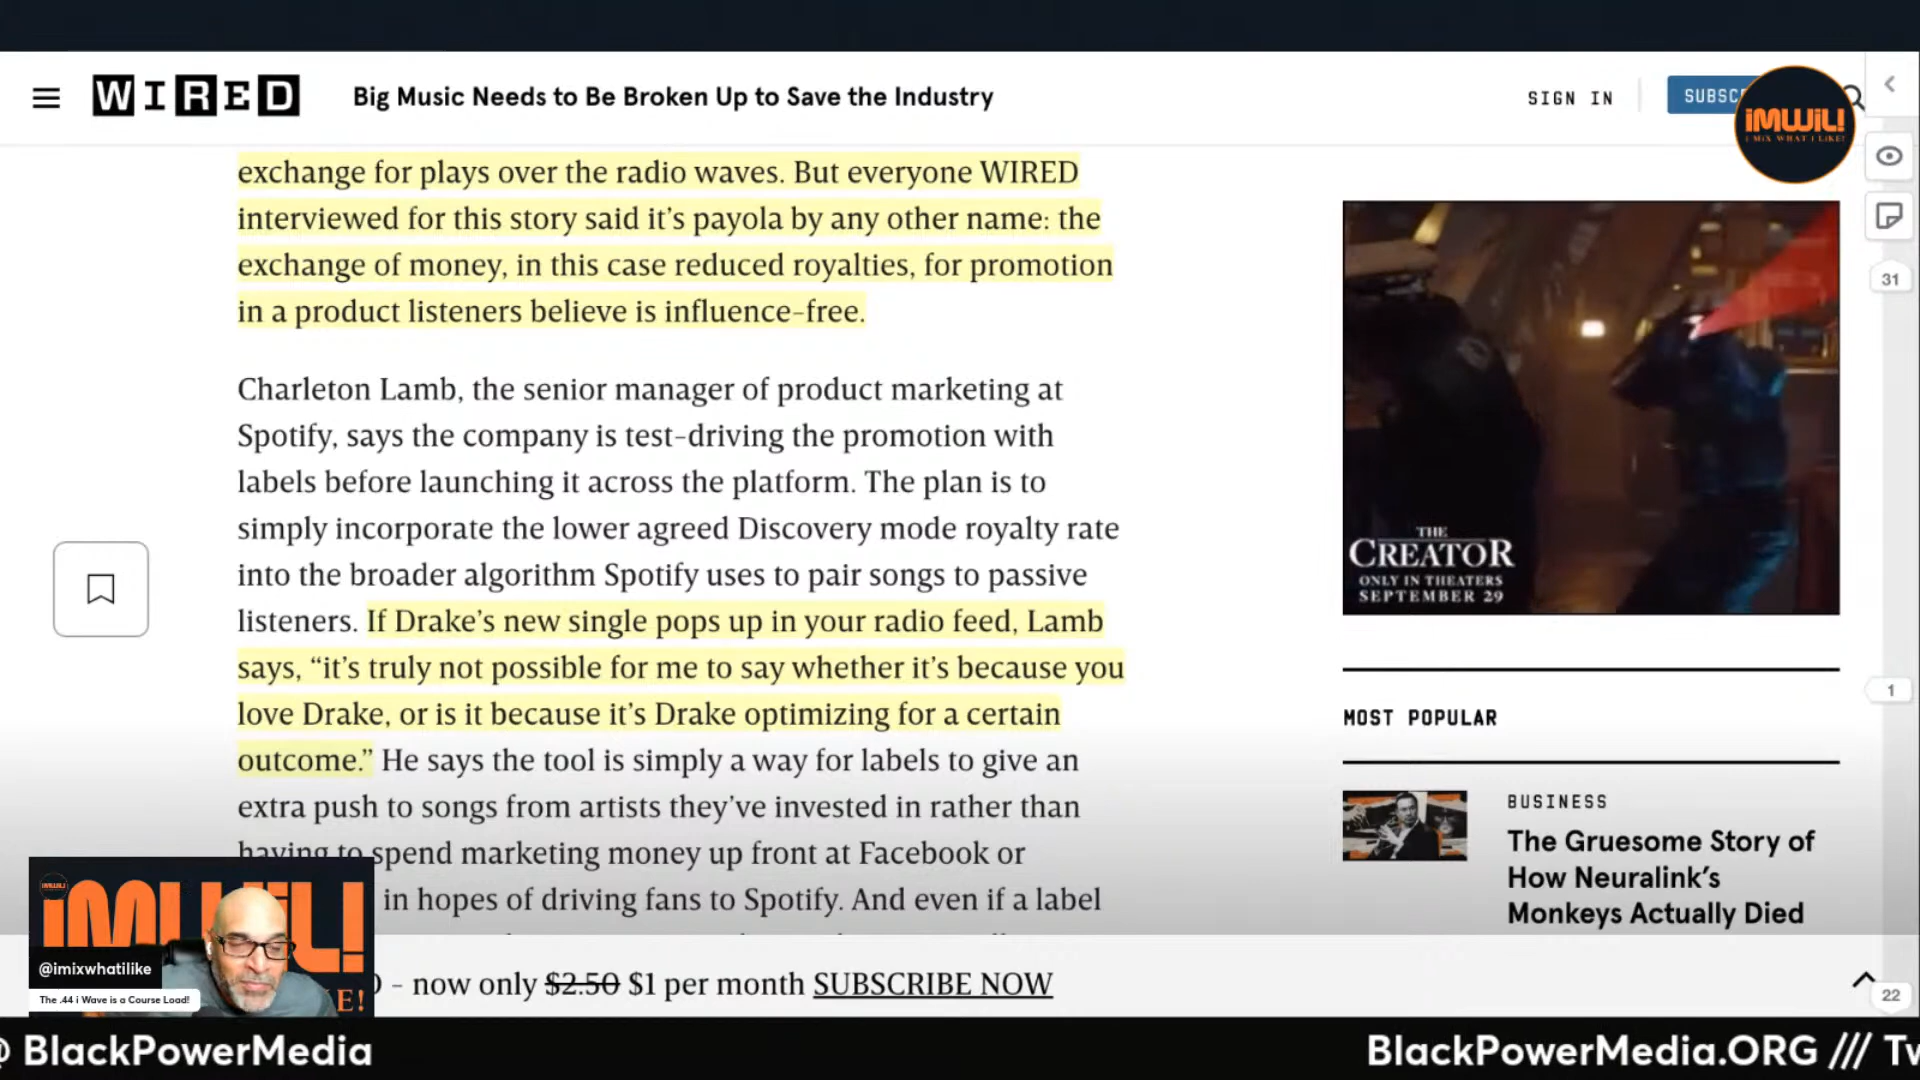 WIRED
Big Music Needs to Be Broken Up to Save the Industry
SIGN IN
iMWiL!
I MiX WHAT I LIKE!
exchange for plays over the radio waves. But everyone WIRED
interviewed for this story said it’s payola by any other name: the
exchange of money, in this case reduced royalties, for promotion
in a product listeners believe is influence-free.
Charleton Lamb, the senior manager of product marketing at
Spotify, says the company is test-driving the promotion with
labels before launching it across the platform. The plan is to
simply incorporate the lower agreed Discovery mode royalty rate
into the broader algorithm Spotify uses to pair songs to passive
listeners. If Drake’s new single pops up in your radio feed, Lamb
says, “it’s truly not possible for me to say whether it’s because you
love Drake, or is it because it’s Drake optimizing for a certain
outcome.” He says the tool is simply a way for labels to give an
extra push to songs from artists they’ve invested in rather than
having to spend marketing money up front at Facebook or
in hopes of driving fans to Spotify. And even if a label
31
THE
CREATOR
ONLY IN THEATERS
SEPTEMBER 29
1
MOST POPULAR
BUSINESS
The Gruesome Story of
How Neuralink’s
Monkeys Actually Died
@imixwhatilike
The .44 i Wave is a Course Load!
- now only $2.50 $1 per month SUBSCRIBE NOW
22
@ BlackPowerMedia
BlackPowerMedia.ORG /// Tw